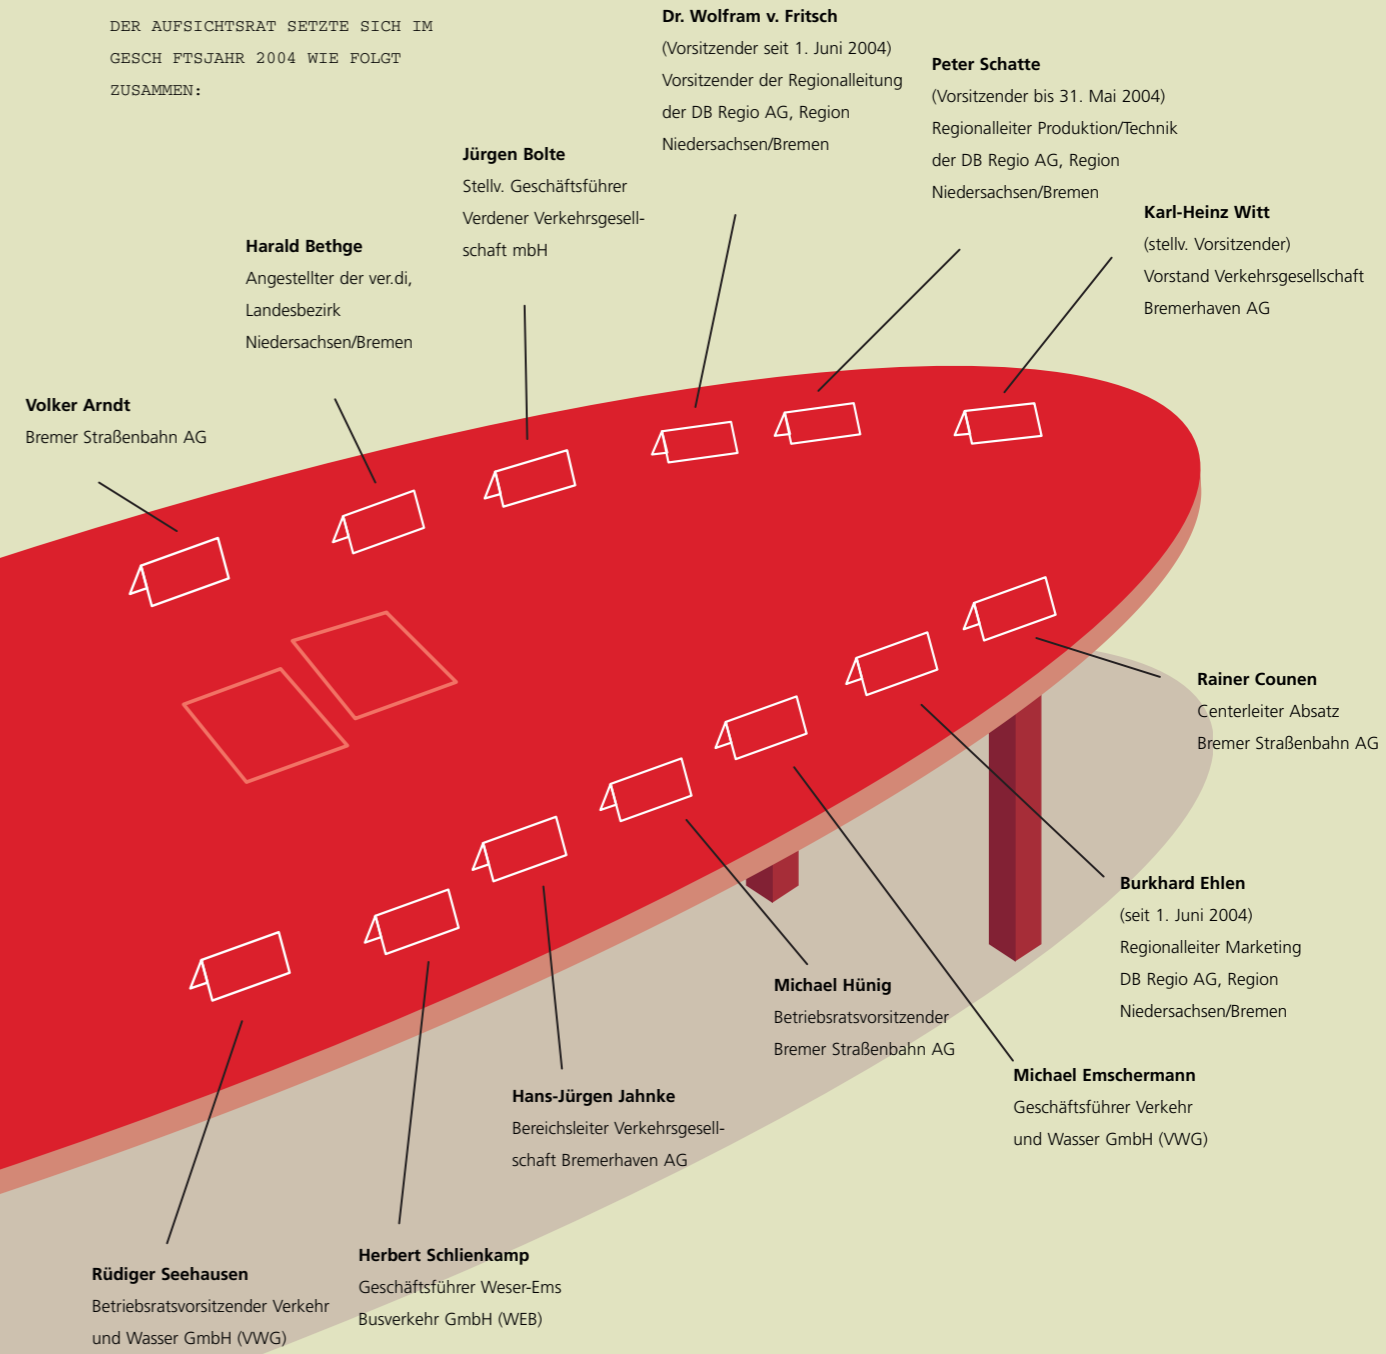 DER AUFSICHTSRAT SETZTE SICH IM
GESCH FTSJAHR 2004 WIE FOLGT
ZUSAMMEN:
Volker Arndt
Bremer Straßenbahn AG
Harald Bethge
Angestellter der ver.di,
Landesbezirk
Niedersachsen/Bremen
Jürgen Bolte
Stellv. Geschäftsführer
Verdener Verkehrsgesell-
schaft mbH
Dr. Wolfram v. Fritsch
(Vorsitzender seit 1. Juni 2004)
Vorsitzender der Regionalleitung
der DB Regio AG, Region
Niedersachsen/Bremen
Peter Schatte
(Vorsitzender bis 31. Mai 2004)
Regionalleiter Produktion/Technik
der DB Regio AG, Region
Niedersachsen/Bremen
Karl-Heinz Witt
(stellv. Vorsitzender)
Vorstand Verkehrsgesellschaft
Bremerhaven AG
Rainer Counen
Centerleiter Absatz
Bremer Straßenbahn AG
Burkhard Ehlen
(seit 1. Juni 2004)
Regionalleiter Marketing
DB Regio AG, Region
Niedersachsen/Bremen
Michael Emschermann
Geschäftsführer Verkehr
und Wasser GmbH (VWG)
Michael Hünig
Betriebsratsvorsitzender
Bremer Straßenbahn AG
Hans-Jürgen Jahnke
Bereichsleiter Verkehrsgesell-
schaft Bremerhaven AG
Herbert Schlienkamp
Geschäftsführer Weser-Ems
Busverkehr GmbH (WEB)
Rüdiger Seehausen
Betriebsratsvorsitzender Verkehr
und Wasser GmbH (VWG)